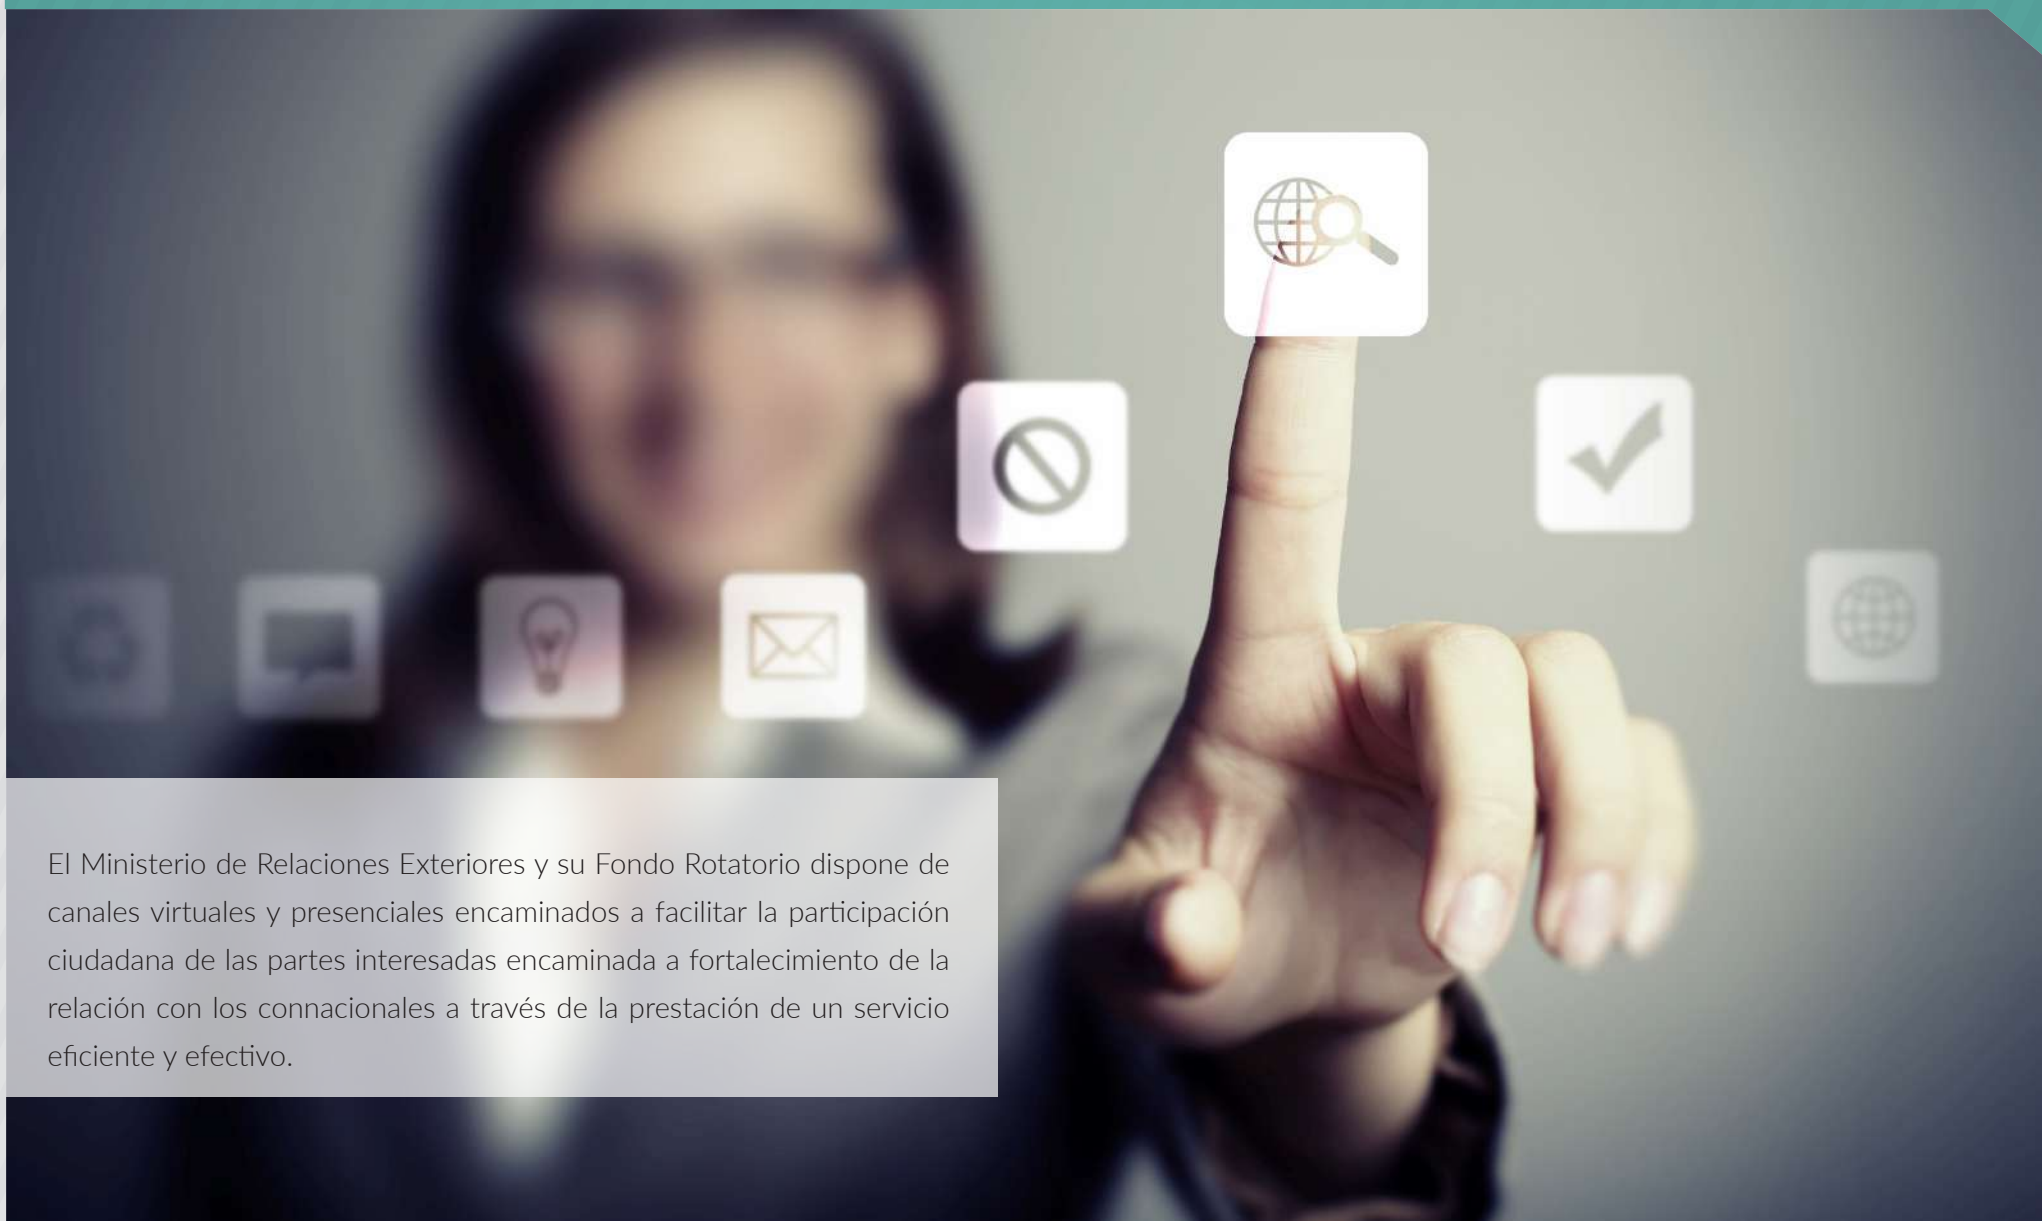 El Ministerio de Relaciones Exteriores y su Fondo Rotatorio dispone de
canales virtuales y presenciales encaminados a facilitar la participación
ciudadana de las partes interesadas encaminada a fortalecimiento de la
relación con los connacionales a través de la prestación de un servicio
eficiente y efectivo.